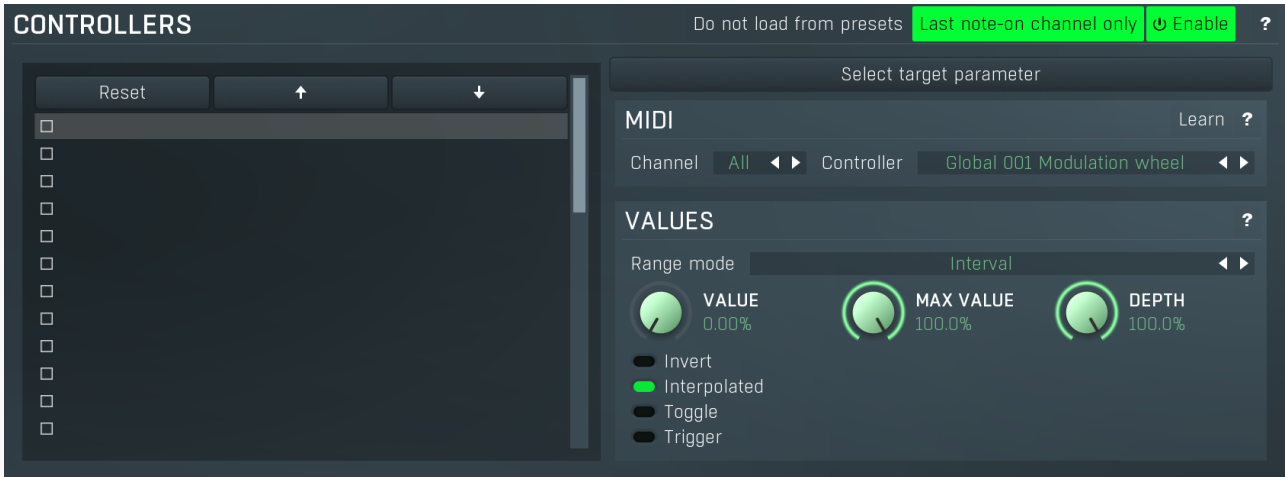 CONTROLLERS
Do not load from presets Last note-on channel only Enable ?
Reset
Select target parameter
MIDI Learn ?
Channel All Controller Global 001 Modulation wheel
VALUES ?
Range mode Interval
VALUE
0.00%
MAX VALUE
100.0%
DEPTH
100.0%
Invert
Interpolated
Toggle
Trigger